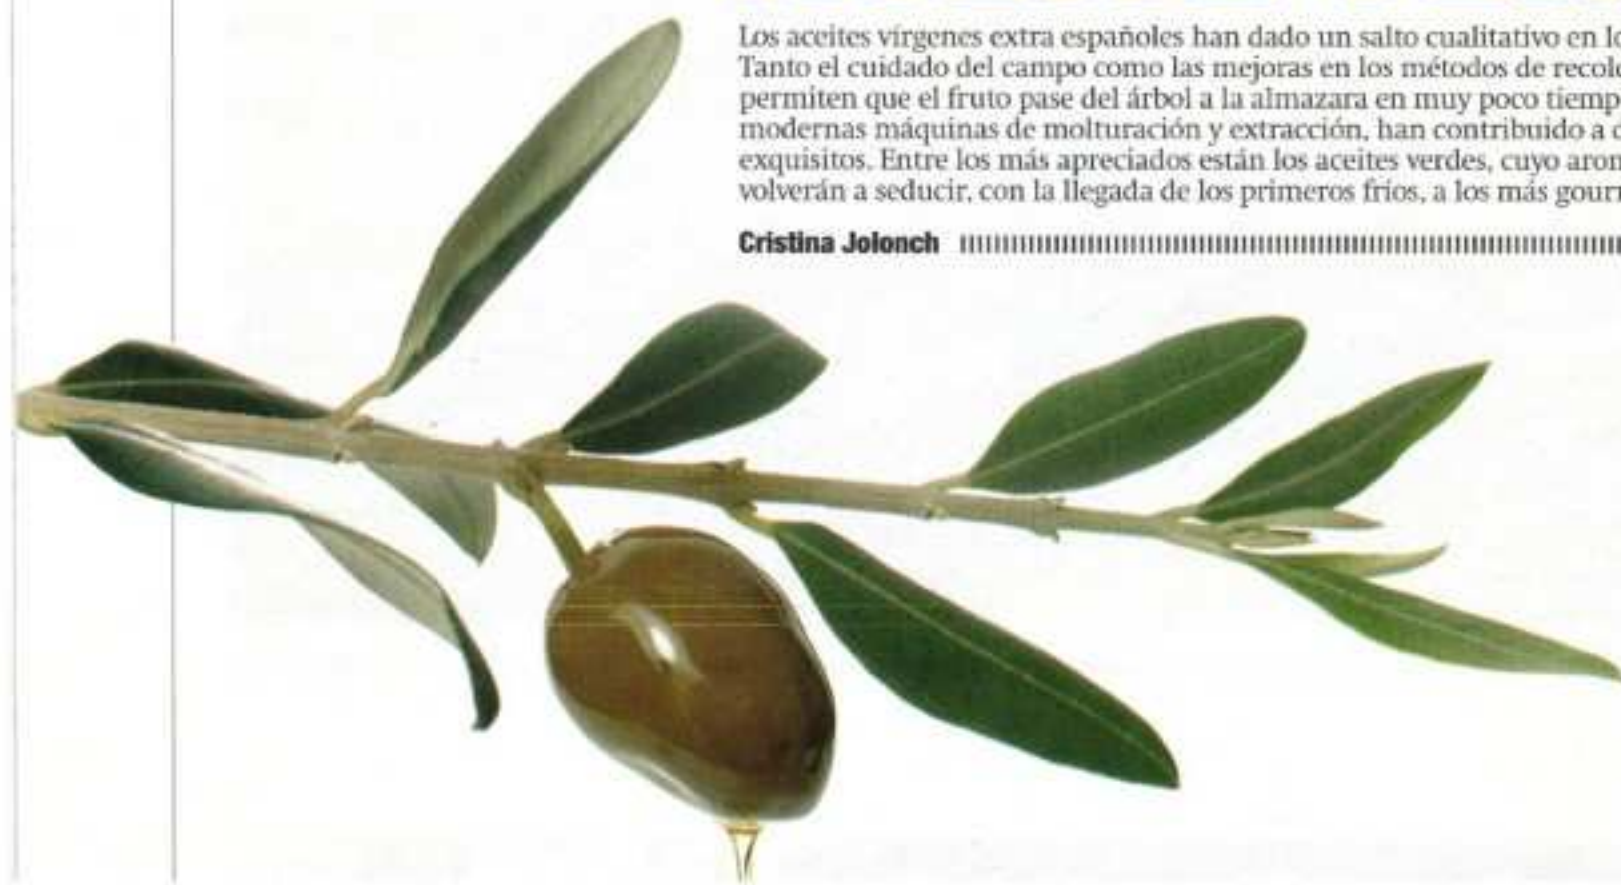 Los aceites vírgenes extra españoles han dado un salto cualitativo en lo
Tanto el cuidado del campo como las mejoras en los métodos de recole
permiten que el fruto pase del árbol a la almazara en muy poco tiemp
modernas máquinas de molturación y extracción, han contribuido a
exquisitos. Entre los más apreciados están los aceites verdes, cuyo arom
volverán a seducir, con la llegada de los primeros fríos, a los más gour
Cristina Jolonch